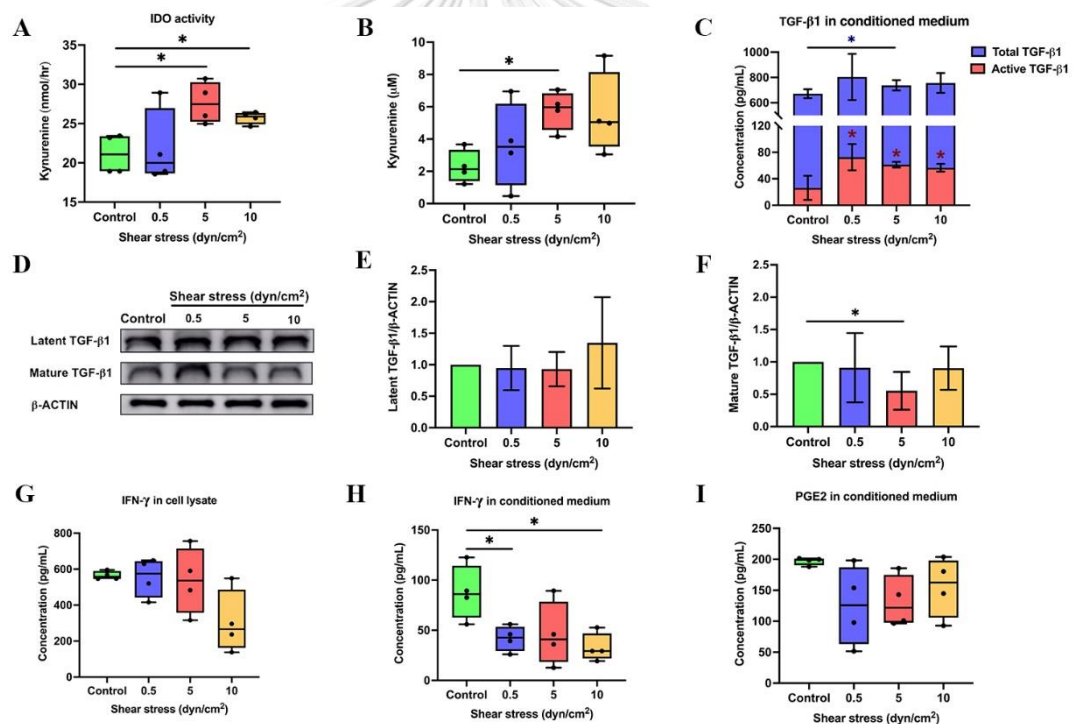 A
IDO activity
Kynurenine (nmol/hr)
30
25
20
15
10
*
*
Control 0.5 5 10
Shear stress (dyn/cm²)
B
Kynurenine (μM)
10
8
6
4
2
0
*
Control 0.5 5 10
Shear stress (dyn/cm²)
C
TGF-β1 in conditioned medium
Concentration (pg/mL)
1000
800
600
120
80
40
0
*
* * *
Control 0.5 5 10
Shear stress (dyn/cm²)
Total TGF-β1
Active TGF-β1
D
Shear stress (dyn/cm²)
Control 0.5 5 10
Latent TGF-β1
Mature TGF-β1
β-ACTIN
E
Latent TGF-β1/β-ACTIN
2.5
2.0
1.5
1.0
0.5
0.0
Control 0.5 5 10
Shear stress (dyn/cm²)
F
Mature TGF-β1/β-ACTIN
2.5
2.0
1.5
1.0
0.5
0.0
*
Control 0.5 5 10
Shear stress (dyn/cm²)
G
IFN-γ in cell lysate
Concentration (pg/mL)
800
600
400
200
0
Control 0.5 5 10
Shear stress (dyn/cm²)
H
IFN-γ in conditioned medium
Concentration (pg/mL)
150
100
50
0
*
*
Control 0.5 5 10
Shear stress (dyn/cm²)
I
PGE2 in conditioned medium
Concentration (pg/mL)
250
200
150
100
50
0
Control 0.5 5 10
Shear stress (dyn/cm²)